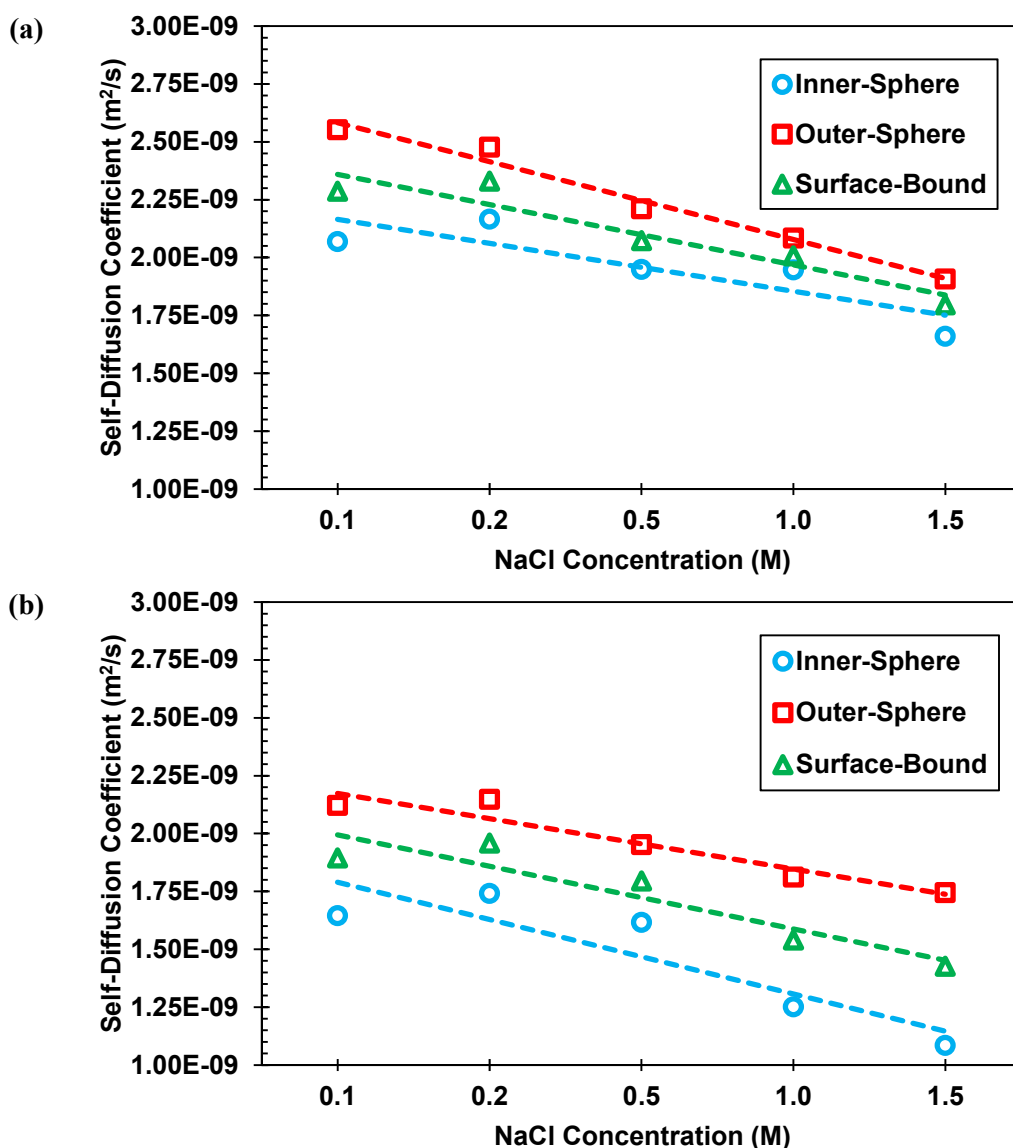 (a)
Self-Diffusion Coefficient (m²/s)
3.00E-09
2.75E-09
2.50E-09
2.25E-09
2.00E-09
1.75E-09
1.50E-09
1.25E-09
1.00E-09
Inner-Sphere
Outer-Sphere
Surface-Bound
0.1 0.2 0.5 1.0 1.5
NaCl Concentration (M)
(b)
Self-Diffusion Coefficient (m²/s)
3.00E-09
2.75E-09
2.50E-09
2.25E-09
2.00E-09
1.75E-09
1.50E-09
1.25E-09
1.00E-09
Inner-Sphere
Outer-Sphere
Surface-Bound
0.1 0.2 0.5 1.0 1.5
NaCl Concentration (M)